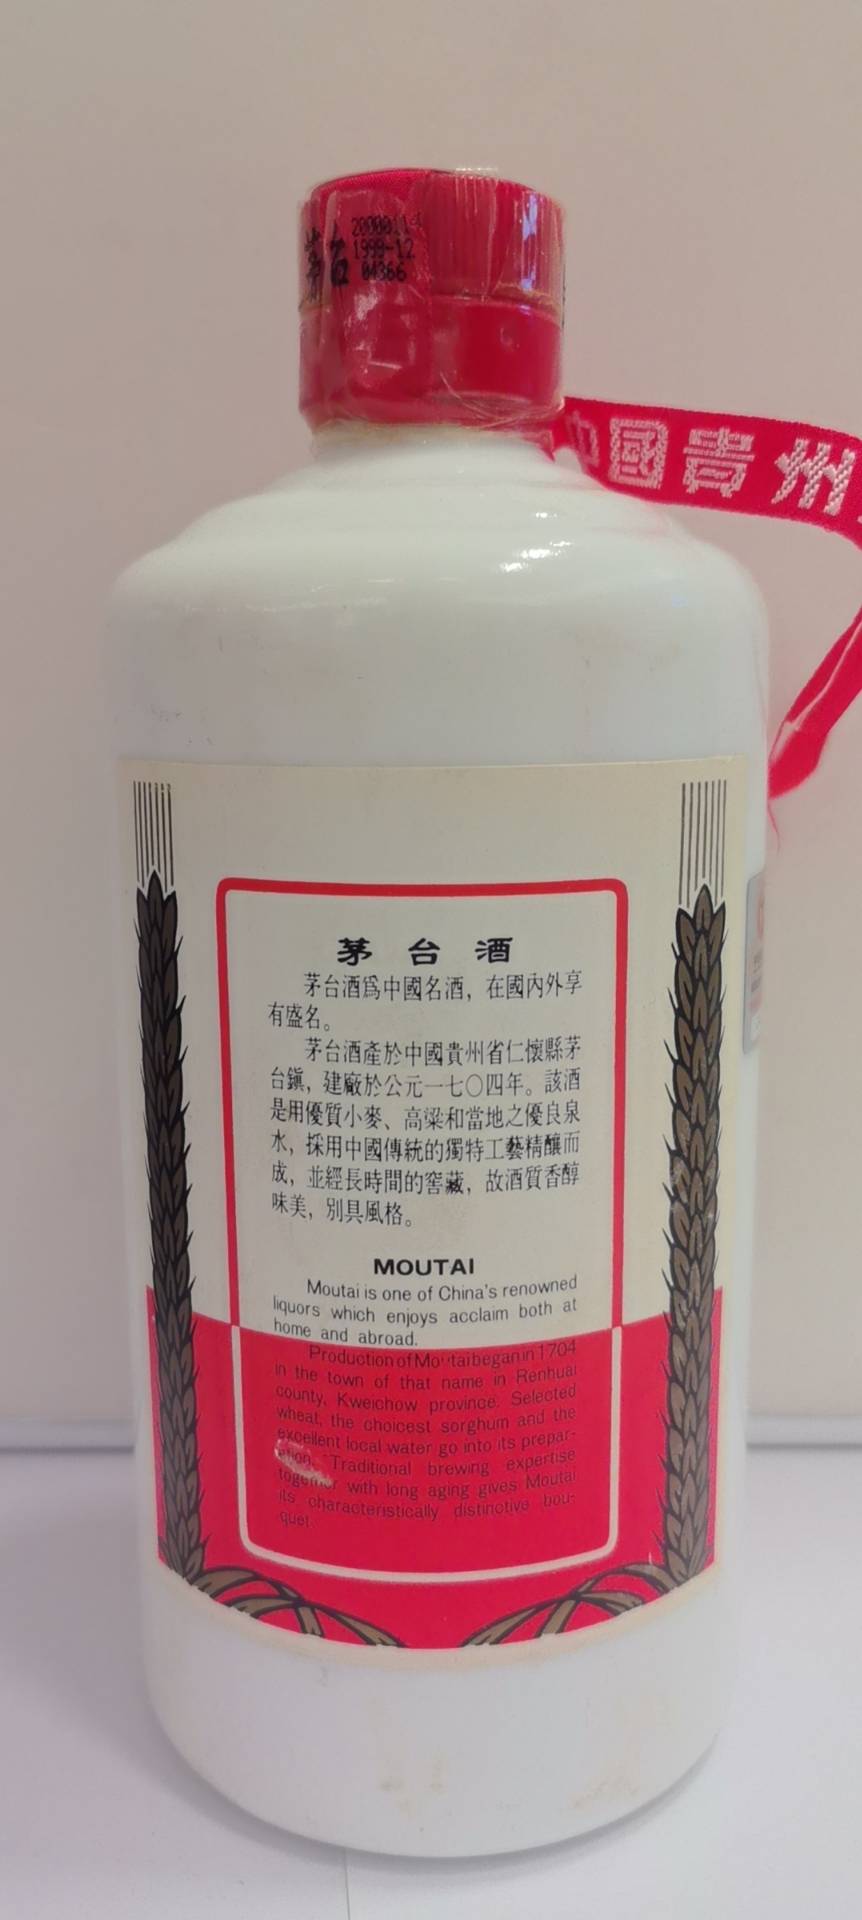 茅台
1999-12
04366
中國貴州
茅台酒
茅台酒爲中國名酒，在國內外享
有盛名。
茅台酒產於中國貴州省仁懷縣茅
台鎭，建廠於公元一七〇四年。該酒
是用優質小麥、高粱和當地之優良泉
水，採用中國傳統的獨特工藝精釀而
成，並經長時間的窖藏，故酒質香醇
味美，別具風格。
MOUTAI
Moutai is one of China's renowned
liquors which enjoys acclaim both at
home and abroad.
Production of Moutai began in 1704
in the town of that name in Renhuai
county, Kweichow province. Selected
wheat, the choicest sorghum and the
excellent local water go into its prepar-
ation. Traditional brewing expertise
together with long aging gives Moutai
its characteristically distinctive bou-
quet.